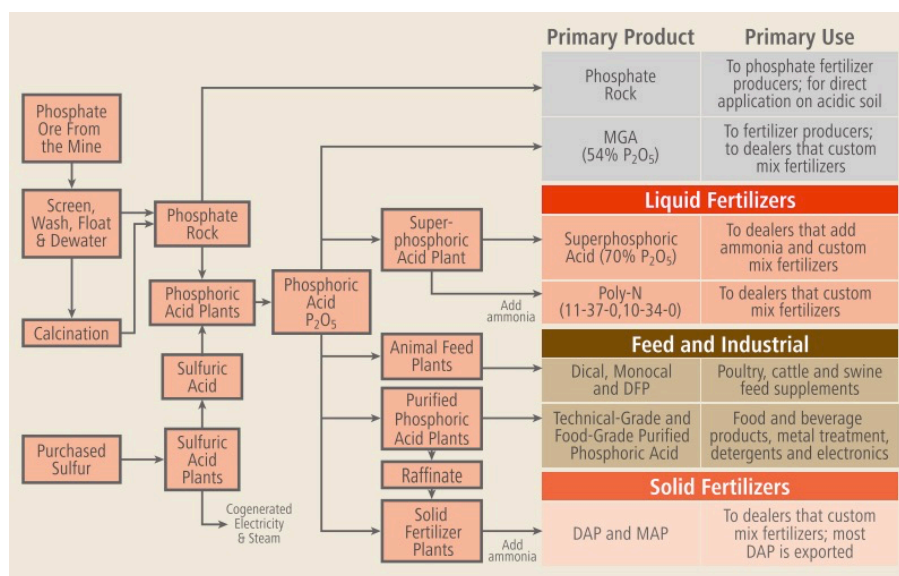 Primary Product
Primary Use
Phosphate
Rock
To phosphate fertilizer
producers; for direct
application on acidic soil
Phosphate
Ore From
the Mine
MGA
(54% P₂O₅)
To fertilizer producers;
to dealers that custom
mix fertilizers
Screen,
Wash, Float
& Dewater
Phosphate
Rock
Super-
phosphoric
Acid Plant
Liquid Fertilizers
Superphosphoric
Acid (70% P₂O₅)
To dealers that add
ammonia and custom
mix fertilizers
Phosphoric
Acid Plants
Phosphoric
Acid
P₂O₅
Add
ammonia
Poly-N
(11-37-0,10-34-0)
To dealers that custom
mix fertilizers
Calcination
Sulfuric
Acid
Animal Feed
Plants
Feed and Industrial
Dical, Monocal
and DFP
Poultry, cattle and swine
feed supplements
Purified
Phosphoric
Acid Plants
Technical-Grade and
Food-Grade Purified
Phosphoric Acid
Food and beverage
products, metal treatment,
detergents and electronics
Purchased
Sulfur
Sulfuric
Acid
Plants
Raffinate
Cogenerated
Electricity
& Steam
Solid
Fertilizer
Plants
Add
ammonia
Solid Fertilizers
DAP and MAP
To dealers that custom
mix fertilizers; most
DAP is exported